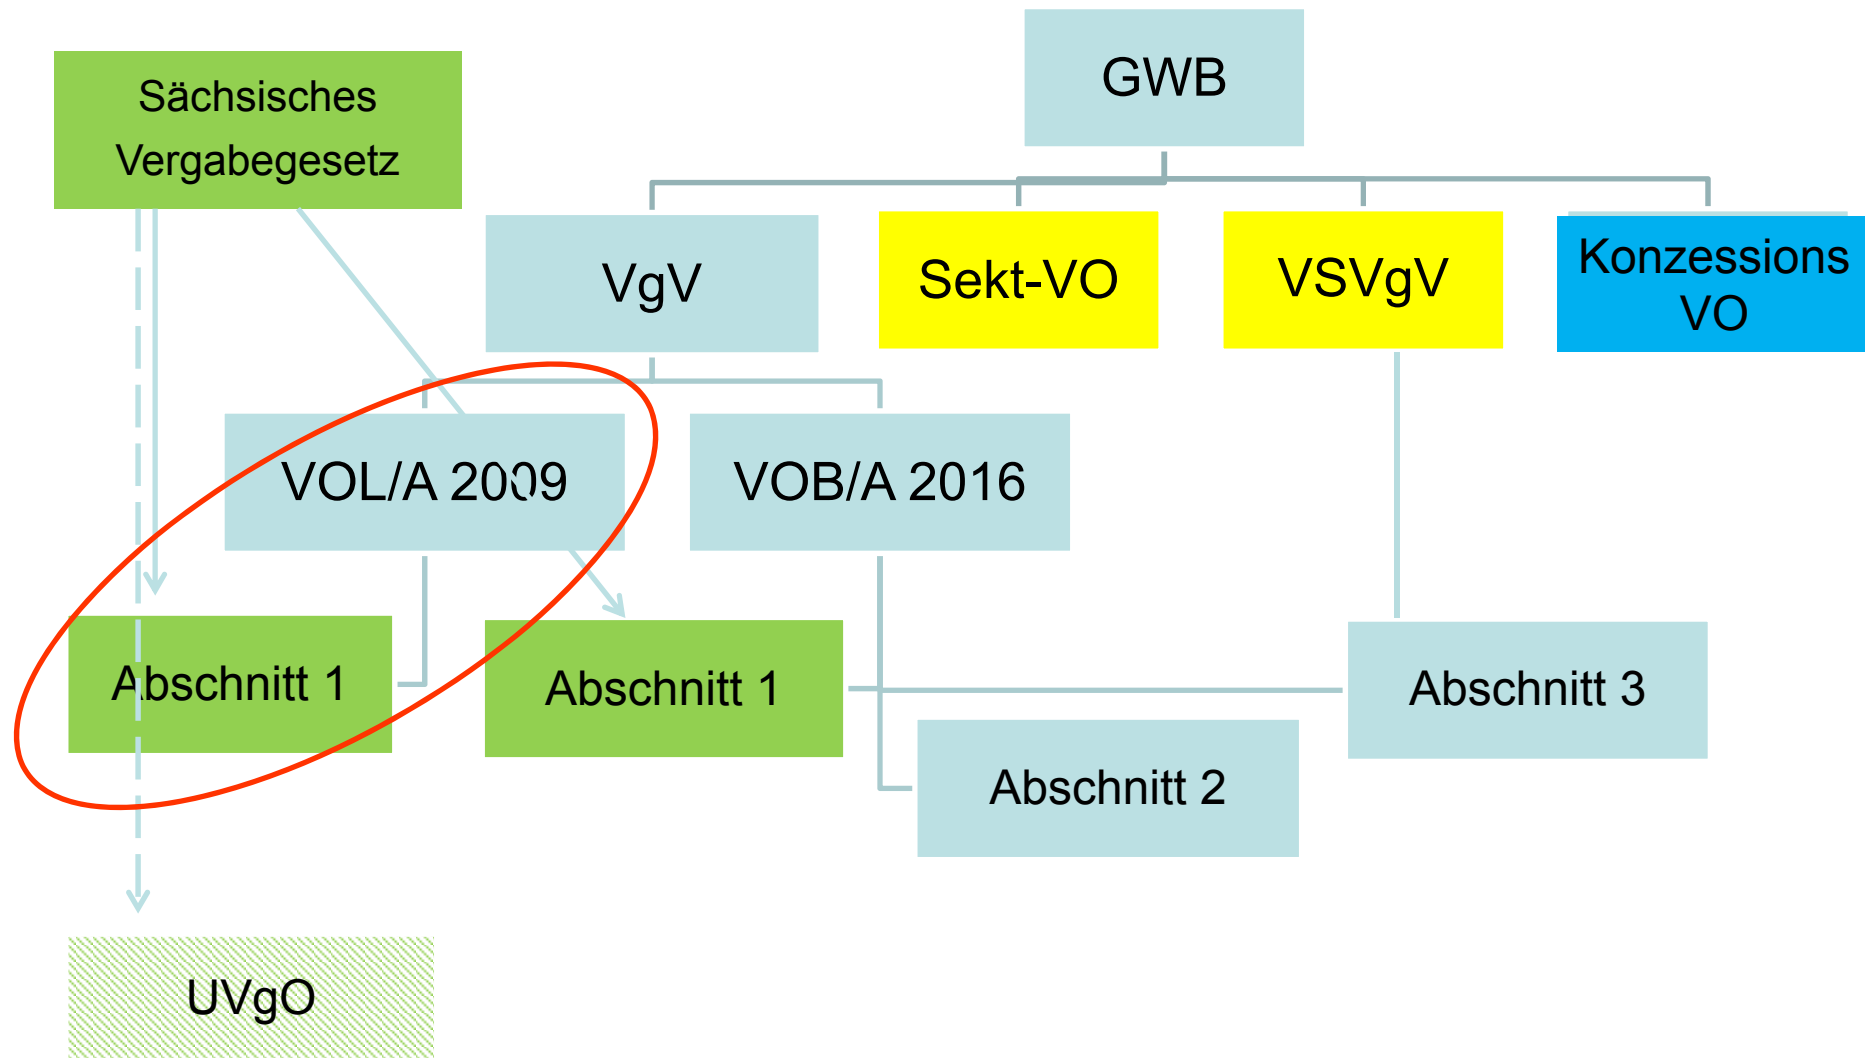 Sächsisches
Vergabegesetz
GWB
VgV
Sekt-VO
VSVgV
Konzessions
VO
VOL/A 2009
VOB/A 2016
Abschnitt 1
Abschnitt 1
Abschnitt 3
Abschnitt 2
UVgO